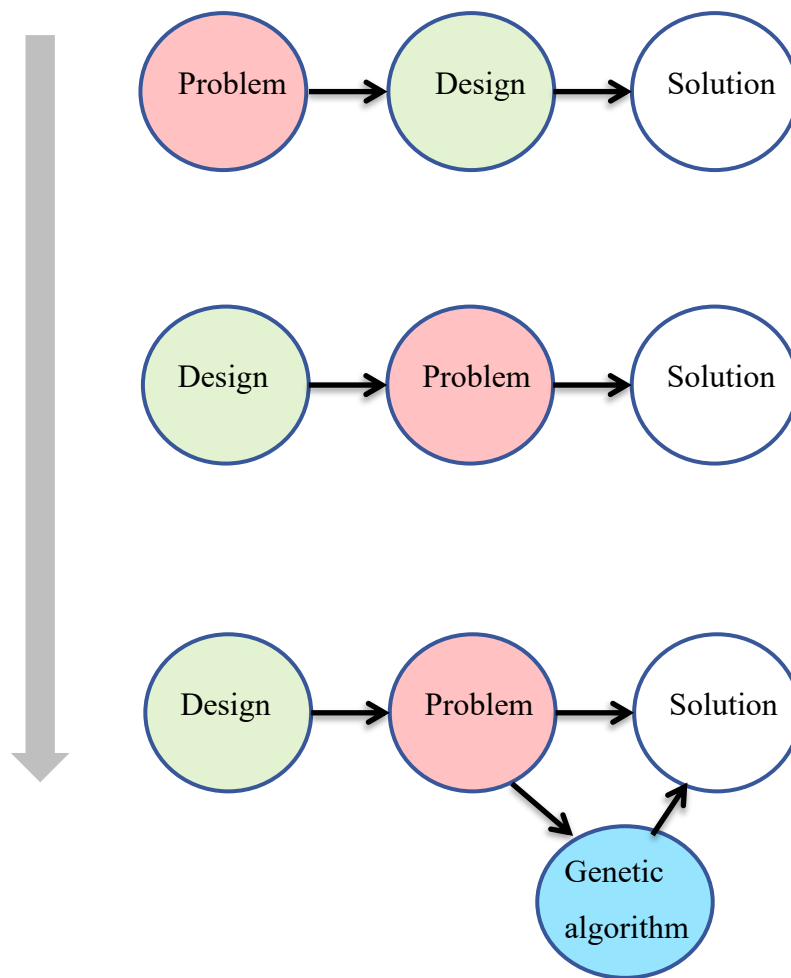 Problem
Design
Solution
Design
Problem
Solution
Design
Problem
Solution
Genetic
algorithm